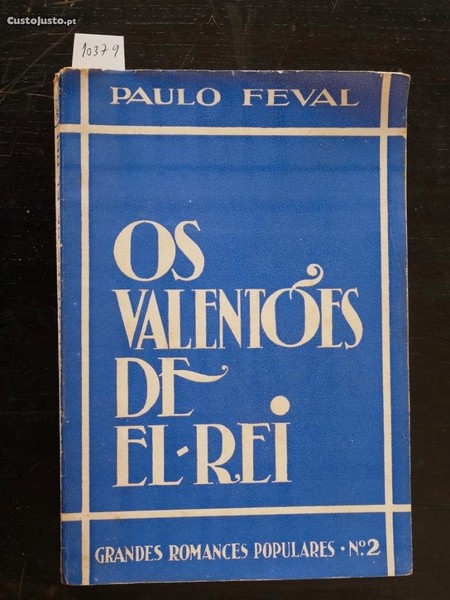 CustoJusto.pt
10379
PAULO FEVAL
OS
VALENTÕES
DE
EL-REI
GRANDES ROMANCES POPULARES · Nº 2